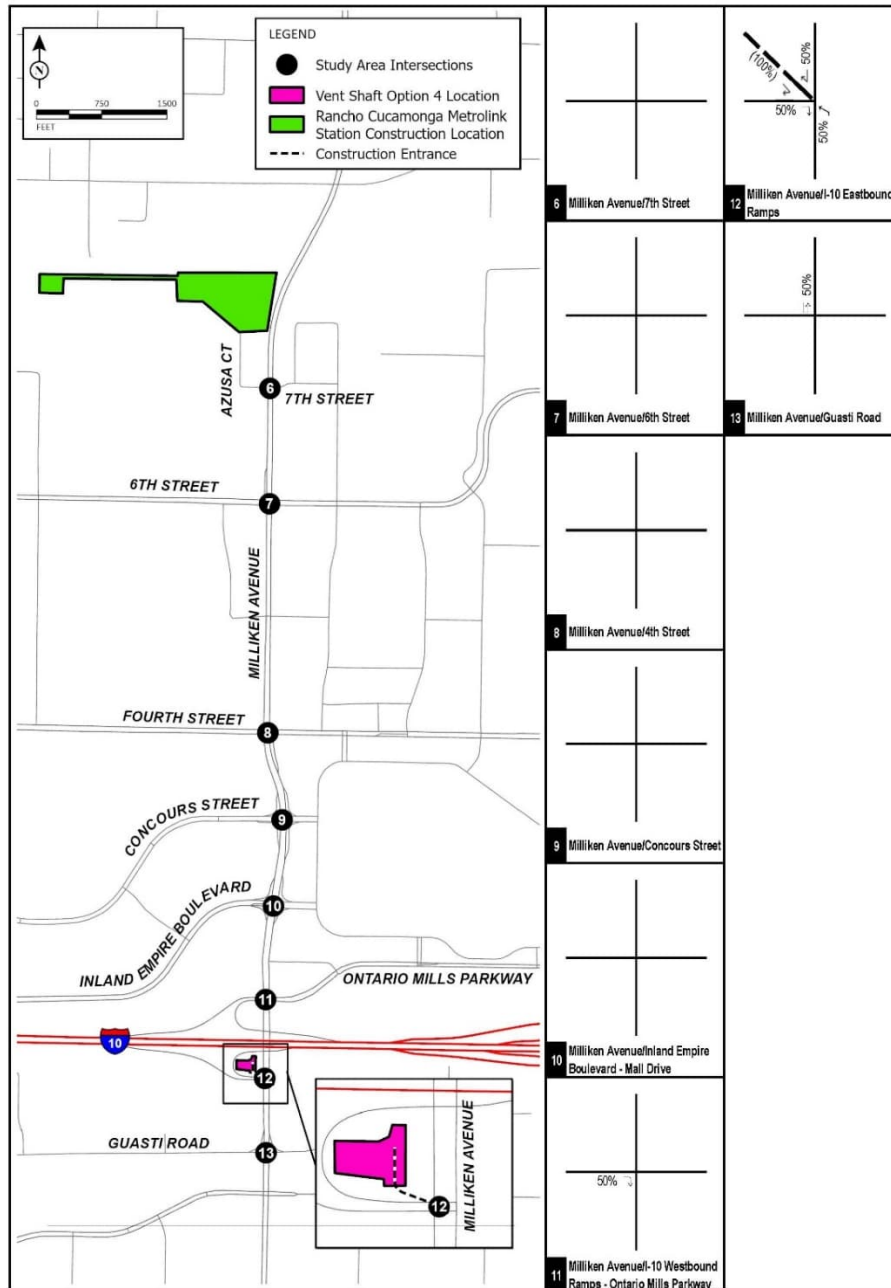 N
0 750 1500
FEET
LEGEND
Study Area Intersections
Vent Shaft Option 4 Location
Rancho Cucamonga Metrolink
Station Construction Location
Construction Entrance
AZUSA CT
6
7TH STREET
6TH STREET
7
MILLIKEN AVENUE
FOURTH STREET
8
CONCOURS STREET
9
INLAND EMPIRE BOULEVARD
10
ONTARIO MILLS PARKWAY
11
10
12
GUASTI ROAD
13
MILLIKEN AVENUE
12
6 Milliken Avenue/7th Street
7 Milliken Avenue/6th Street
8 Milliken Avenue/4th Street
9 Milliken Avenue/Concours Street
10 Milliken Avenue/Inland Empire
Boulevard - Mall Drive
50%
11 Milliken Avenue/I-10 Westbound
Ramps - Ontario Mills Parkway
(100%)
50%
50%
50%
12 Milliken Avenue/I-10 Eastbound
Ramps
50%
13 Milliken Avenue/Guasti Road